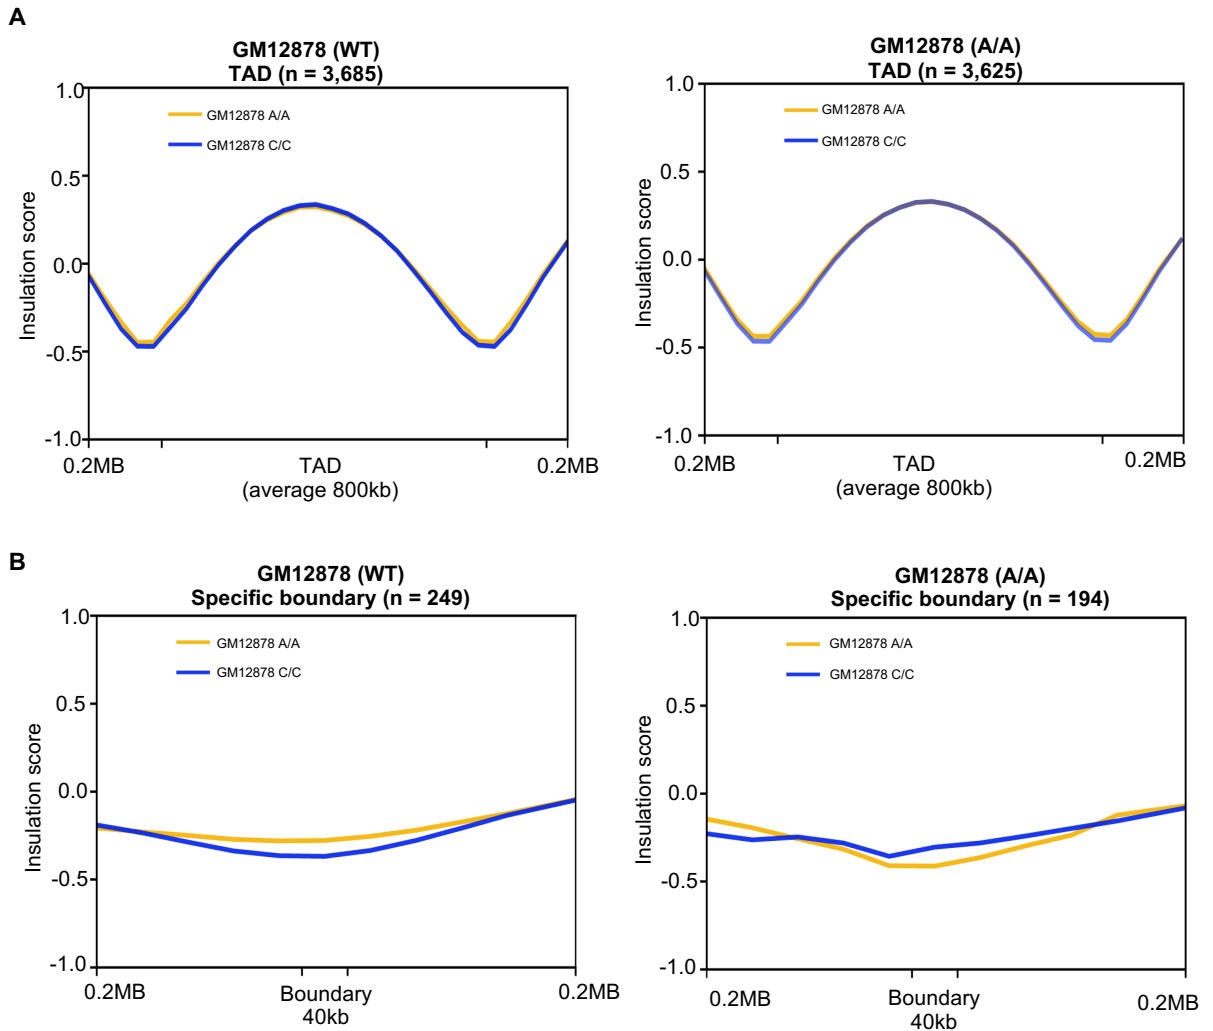 A
GM12878 (WT)
TAD (n = 3,685)
1.0
0.5
0.0
-0.5
-1.0
Insulation score
GM12878 A/A
GM12878 C/C
0.2MB
TAD
(average 800kb)
0.2MB
GM12878 (A/A)
TAD (n = 3,625)
1.0
0.5
0.0
-0.5
-1.0
Insulation score
GM12878 A/A
GM12878 C/C
0.2MB
TAD
(average 800kb)
0.2MB
B
GM12878 (WT)
Specific boundary (n = 249)
1.0
0.5
0.0
-0.5
-1.0
Insulation score
GM12878 A/A
GM12878 C/C
0.2MB
Boundary
40kb
0.2MB
GM12878 (A/A)
Specific boundary (n = 194)
1.0
0.5
0.0
-0.5
-1.0
Insulation score
GM12878 A/A
GM12878 C/C
0.2MB
Boundary
40kb
0.2MB